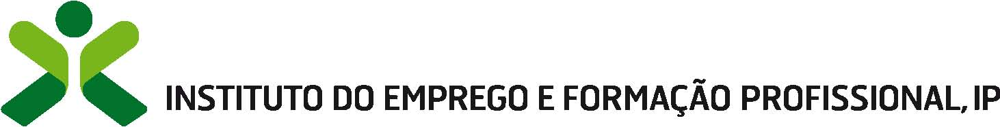 INSTITUTO DO EMPREGO E FORMAÇÃO PROFISSIONAL, IP